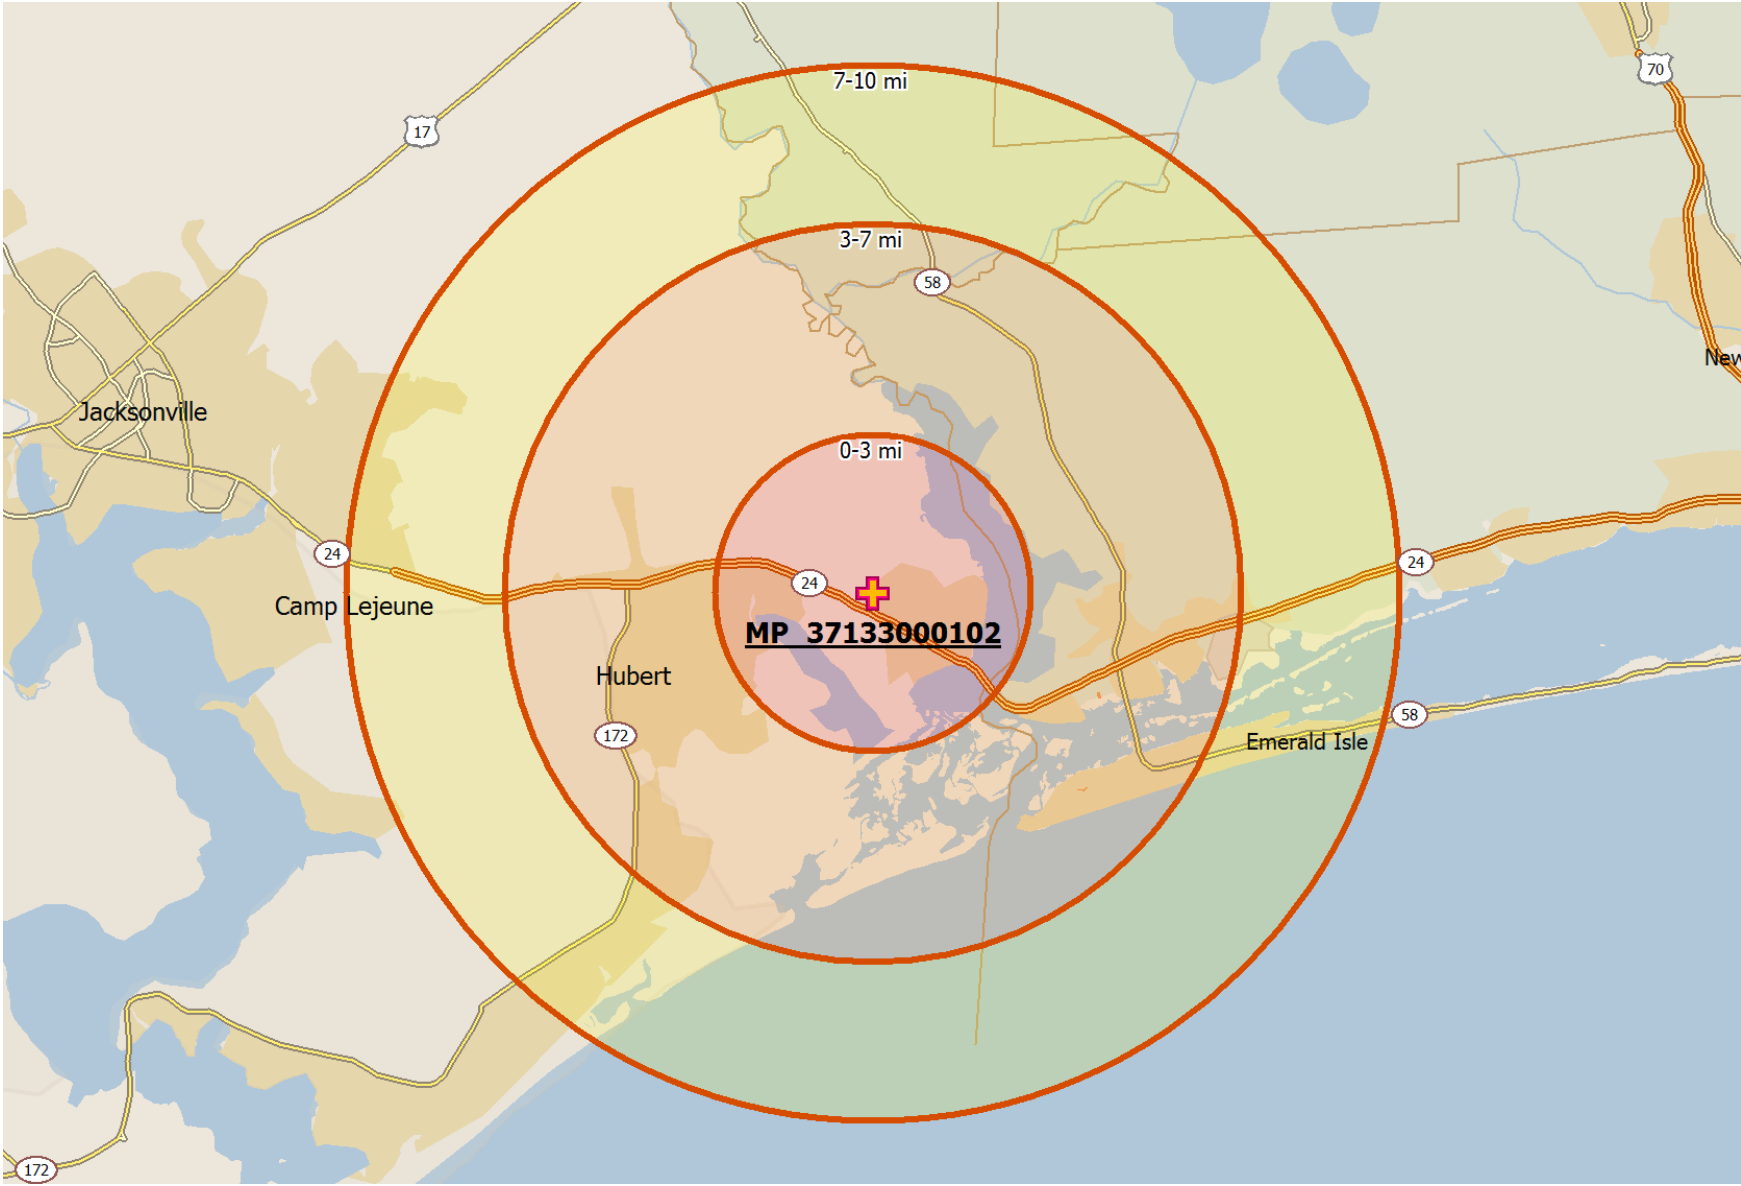 7-10 mi
70
17
3-7 mi
58
New
Jacksonville
0-3 mi
24
24
24
Camp Lejeune
MP 37133000102
Hubert
58
172
Emerald Isle
172